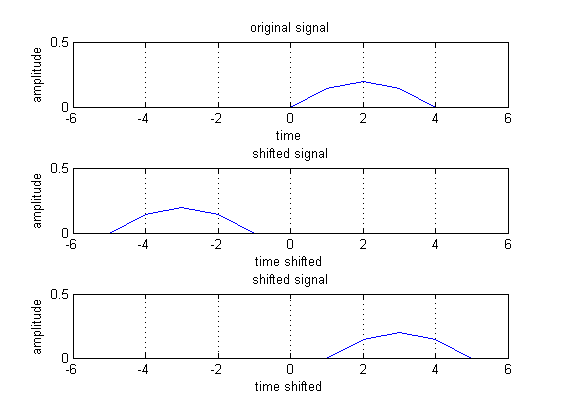 original signal
amplitude
0.5
0
-6 -4 -2 0 2 4 6
time
shifted signal
amplitude
0.5
0
-6 -4 -2 0 2 4 6
time shifted
shifted signal
amplitude
0.5
0
-6 -4 -2 0 2 4 6
time shifted